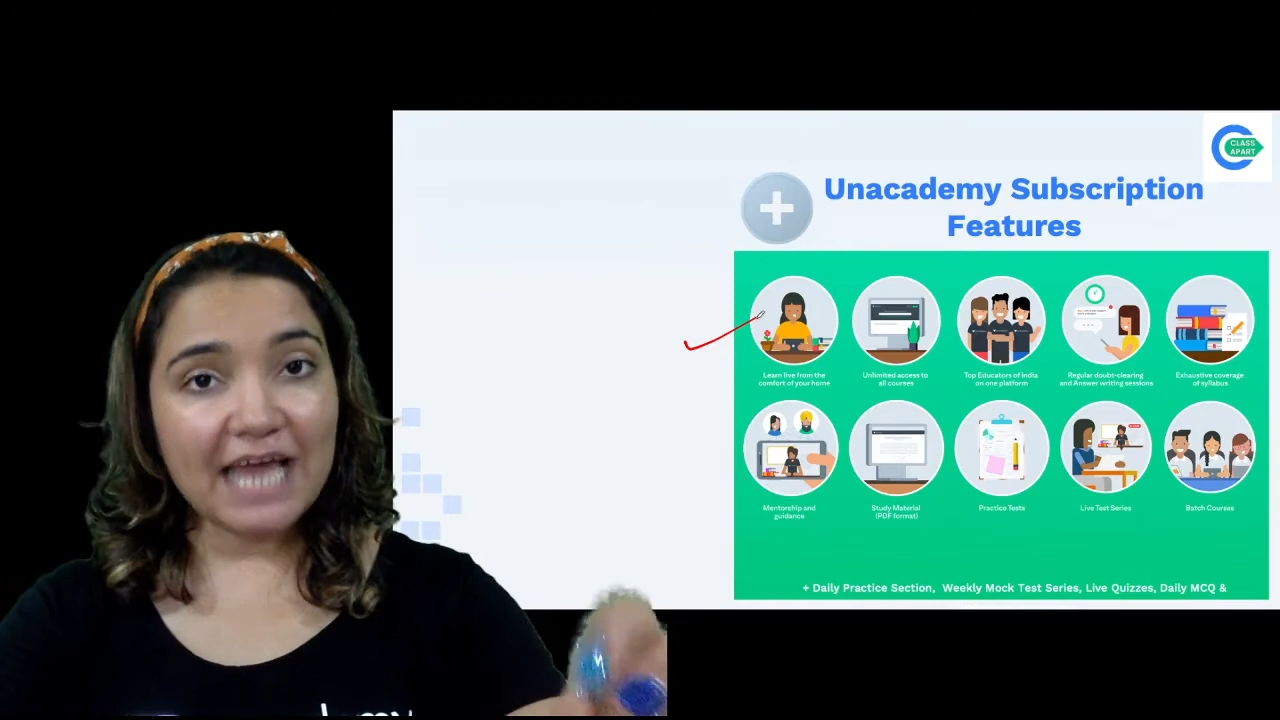 CLASS
APART
Unacademy Subscription
Features
Learn live from the
comfort of your home
Unlimited access to
all courses
Top Educators of India
on one platform
Regular doubt-clearing
and Answer writing sessions
Exhaustive coverage
of syllabus
Mentorship and
guidance
Study Material
(PDF format)
Practice Tests
Live Test Series
Batch Courses
+ Daily Practice Section, Weekly Mock Test Series, Live Quizzes, Daily MCQ &